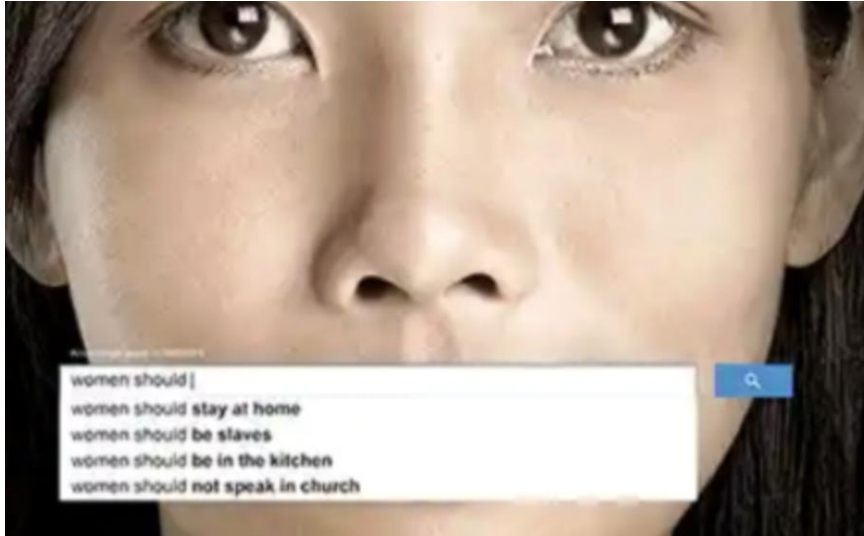 women should
women should stay at home
women should be slaves
women should be in the kitchen
women should not speak in church